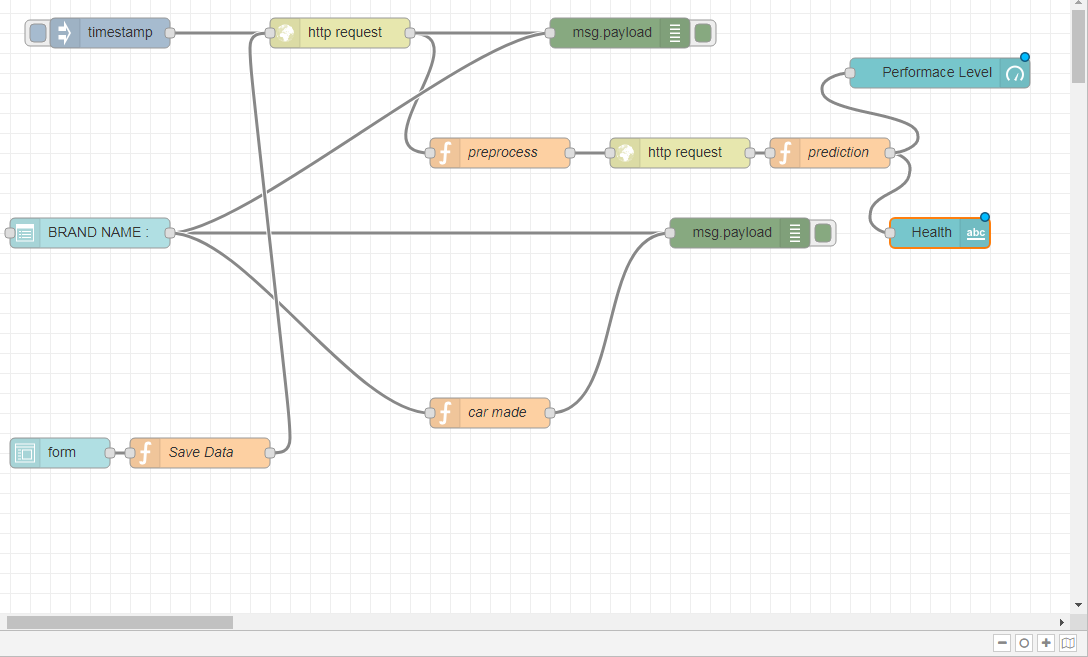 timestamp
http request
msg.payload
Performace Level
preprocess
http request
prediction
BRAND NAME :
msg.payload
Health
abc
car made
form
Save Data